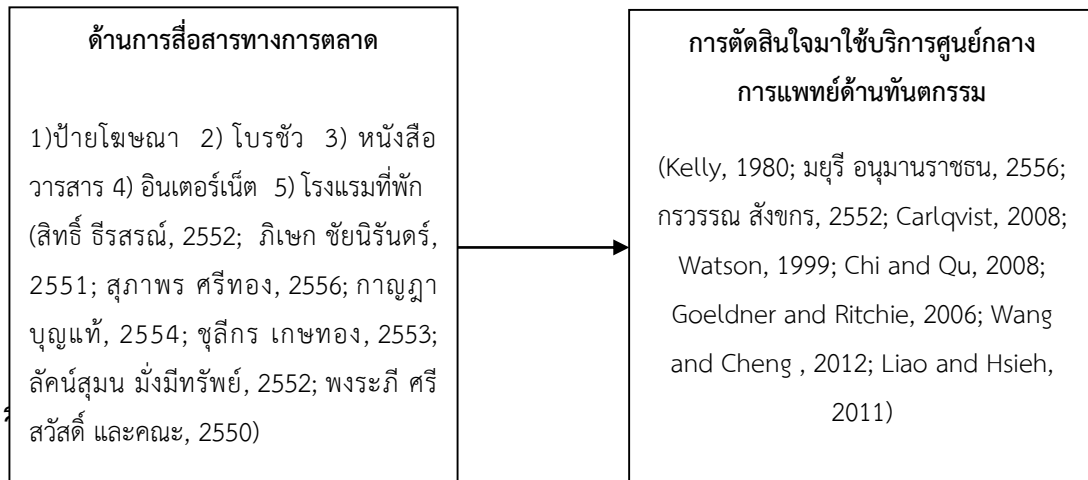 ด้านการสื่อสารทางการตลาด
1)ป้ายโฆษณา 2) โบรชัว 3) หนังสือ
วารสาร 4) อินเตอร์เน็ต 5) โรงแรมที่พัก
(สิทธิ์ ธีรสรณ์, 2552; ภิเษก ชัยนิรันดร์,
2551; สุภาพร ศรีทอง, 2556; กาญฎา
บุญแท้, 2554; ชุลีกร เกษทอง, 2553;
ลัคน์สุมน มั่งมีทรัพย์, 2552; พงระภี ศรี
สวัสดิ์ และคณะ, 2550)
การตัดสินใจมาใช้บริการศูนย์กลาง
การแพทย์ด้านทันตกรรม
(Kelly, 1980; มยุรี อนุมานราชธน, 2556;
กรวรรณ สังขกร, 2552; Carlqvist, 2008;
Watson, 1999; Chi and Qu, 2008;
Goeldner and Ritchie, 2006; Wang
and Cheng , 2012; Liao and Hsieh,
2011)